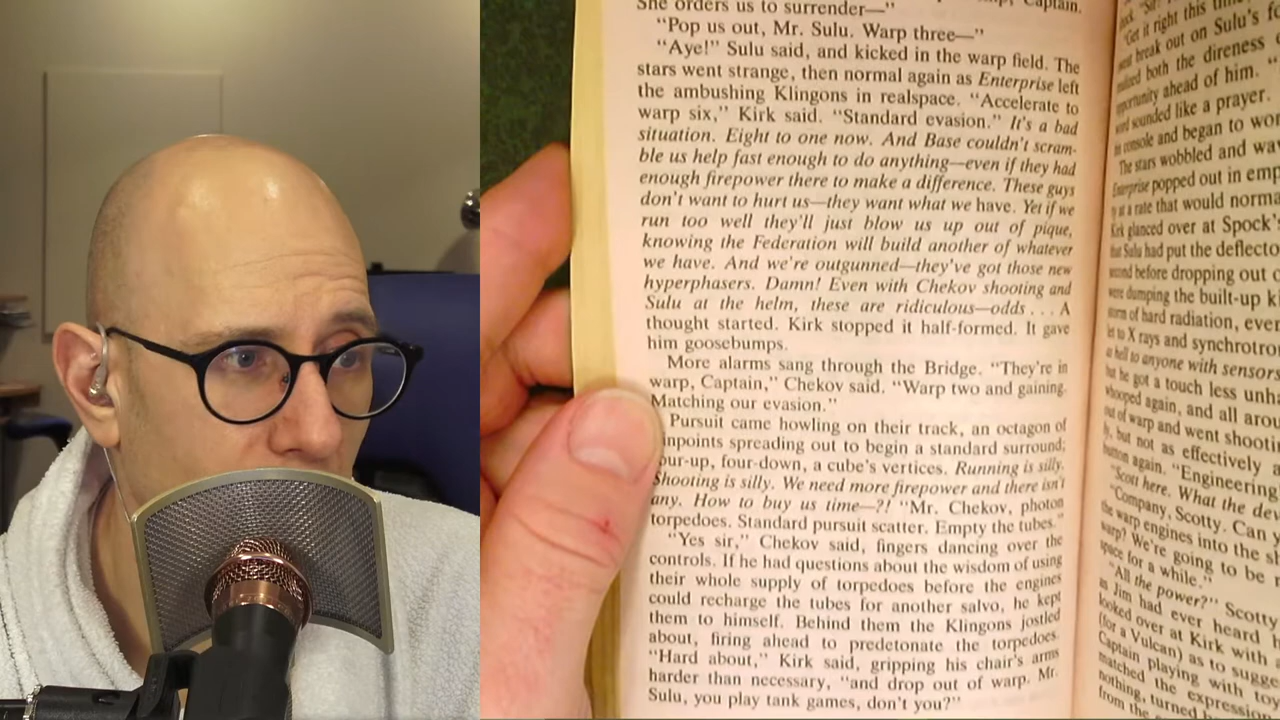 She orders us to surrender—"
Captain.
"Pop us out, Mr. Sulu. Warp three—"
"Aye!" Sulu said, and kicked in the warp field. The
stars went strange, then normal again as Enterprise left
the ambushing Klingons in realspace. "Accelerate to
warp six," Kirk said. "Standard evasion." It's a bad
situation. Eight to one now. And Base couldn't scram-
ble us help fast enough to do anything—even if they had
enough firepower there to make a difference. These guys
don't want to hurt us—they want what we have. Yet if we
run too well they'll just blow us up out of pique,
knowing the Federation will build another of whatever
we have. And we're outgunned—they've got those new
hyperphasers. Damn! Even with Chekov shooting and
Sulu at the helm, these are ridiculous—odds . . . A
thought started. Kirk stopped it half-formed. It gave
him goosebumps.
More alarms sang through the Bridge. "They're in
warp, Captain," Chekov said. "Warp two and gaining.
Matching our evasion."
Pursuit came howling on their track, an octagon of
inpoints spreading out to begin a standard surround;
our-up, four-down, a cube's vertices. Running is silly.
Shooting is silly. We need more firepower and there isn't
any. How to buy us time—?! "Mr. Chekov, photon
torpedoes. Standard pursuit scatter. Empty the tubes."
"Yes sir," Chekov said, fingers dancing over the
controls. If he had questions about the wisdom of using
their whole supply of torpedoes before the engines
could recharge the tubes for another salvo, he kept
them to himself. Behind them the Klingons jostled
about, firing ahead to predetonate the torpedoes.
"Hard about," Kirk said, gripping his chair's arms
harder than necessary, "and drop out of warp. Mr.
Sulu, you play tank games, don't you?"
"Get it right this time
break out on Sulu's
both the direness
ahead of him. "
sounded like a prayer.
console and began to
The stars wobbled and
Enterprise popped out in
at a rate that would
Kirk glanced over at Spock's
that Sulu had put the
second before dropping out
were dumping the built-up
storm of hard radiation,
to X rays and
as hell to anyone with sensors
he got a touch less
whooped again, and all
out of warp and went
but not as effectively
button again. "Engineering
"Scott here. What the
"Company, Scotty. Can
the warp engines into the
warp? We're going to be
space for a while."
"All the power?" Scotty
as Jim had ever heard
looked over at Kirk with
(for a Vulcan) as to
Captain playing with
matched the
nothing, turned
from the